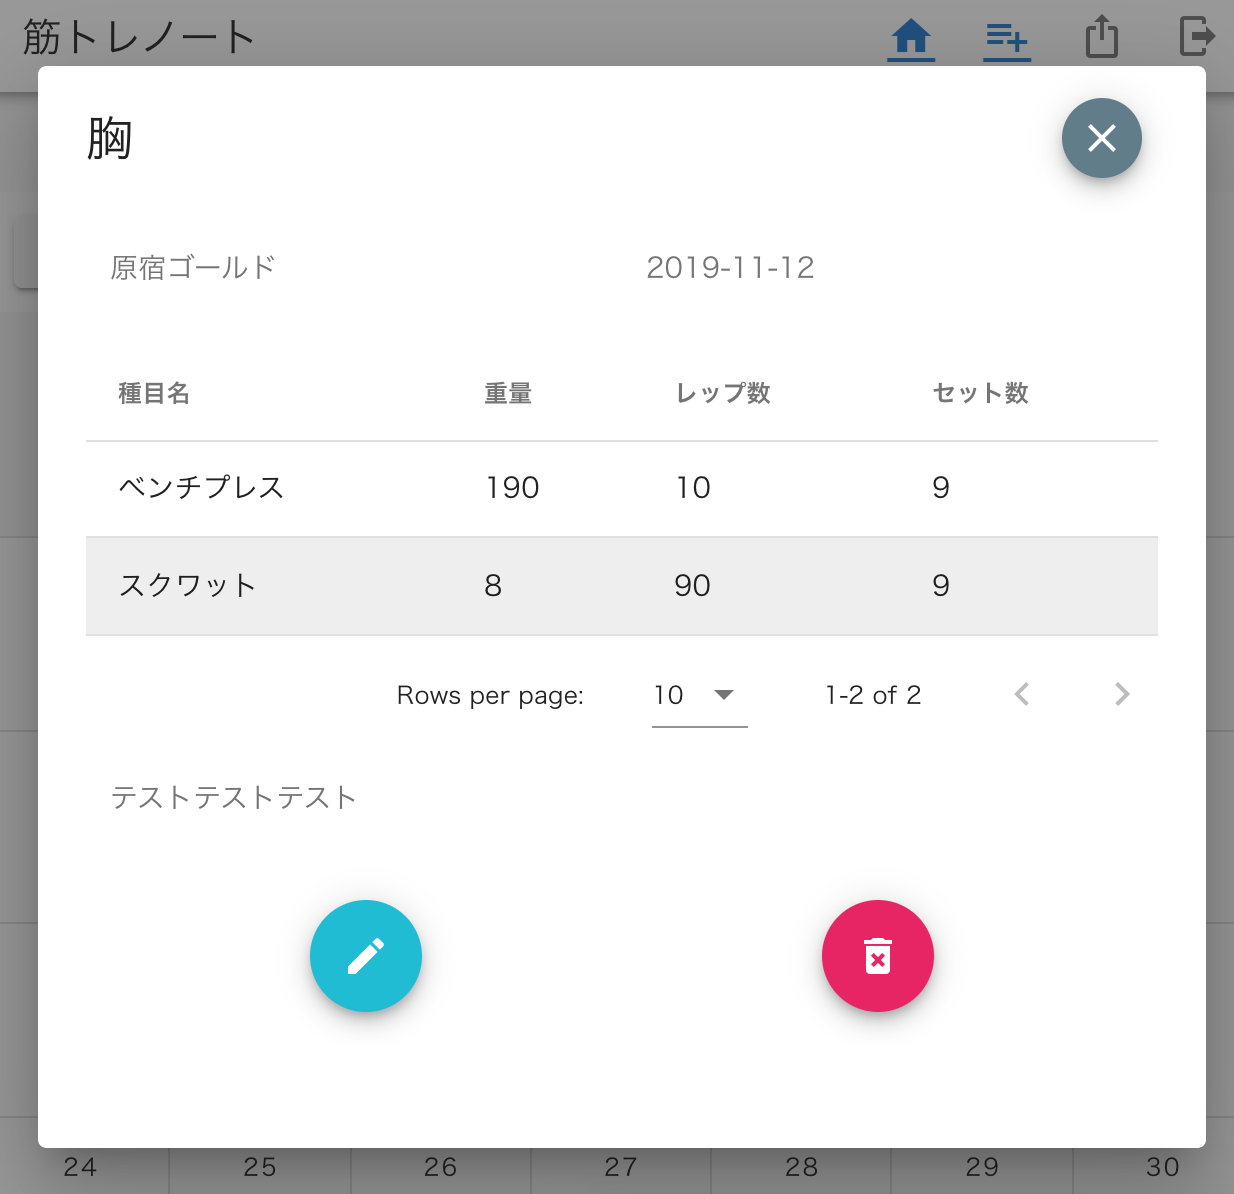 筋トレノート
胸
原宿ゴールド 2019-11-12
種目名 重量 レップ数 セット数
ベンチプレス 190 10 9
スクワット 8 90 9
Rows per page: 10 1-2 of 2
テストテストテスト
24 25 26 27 28 29 30